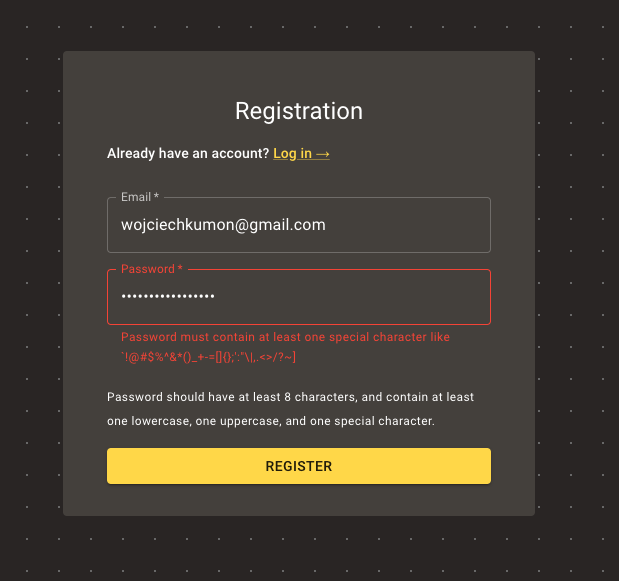 Registration
Already have an account? Log in →
Email *
wojciechkumon@gmail.com
Password *
•••••••••••••••••
Password must contain at least one special character like
`!@#$%^&*()_+-=[]{};':"\|,.<>/?~]
Password should have at least 8 characters, and contain at least
one lowercase, one uppercase, and one special character.
REGISTER